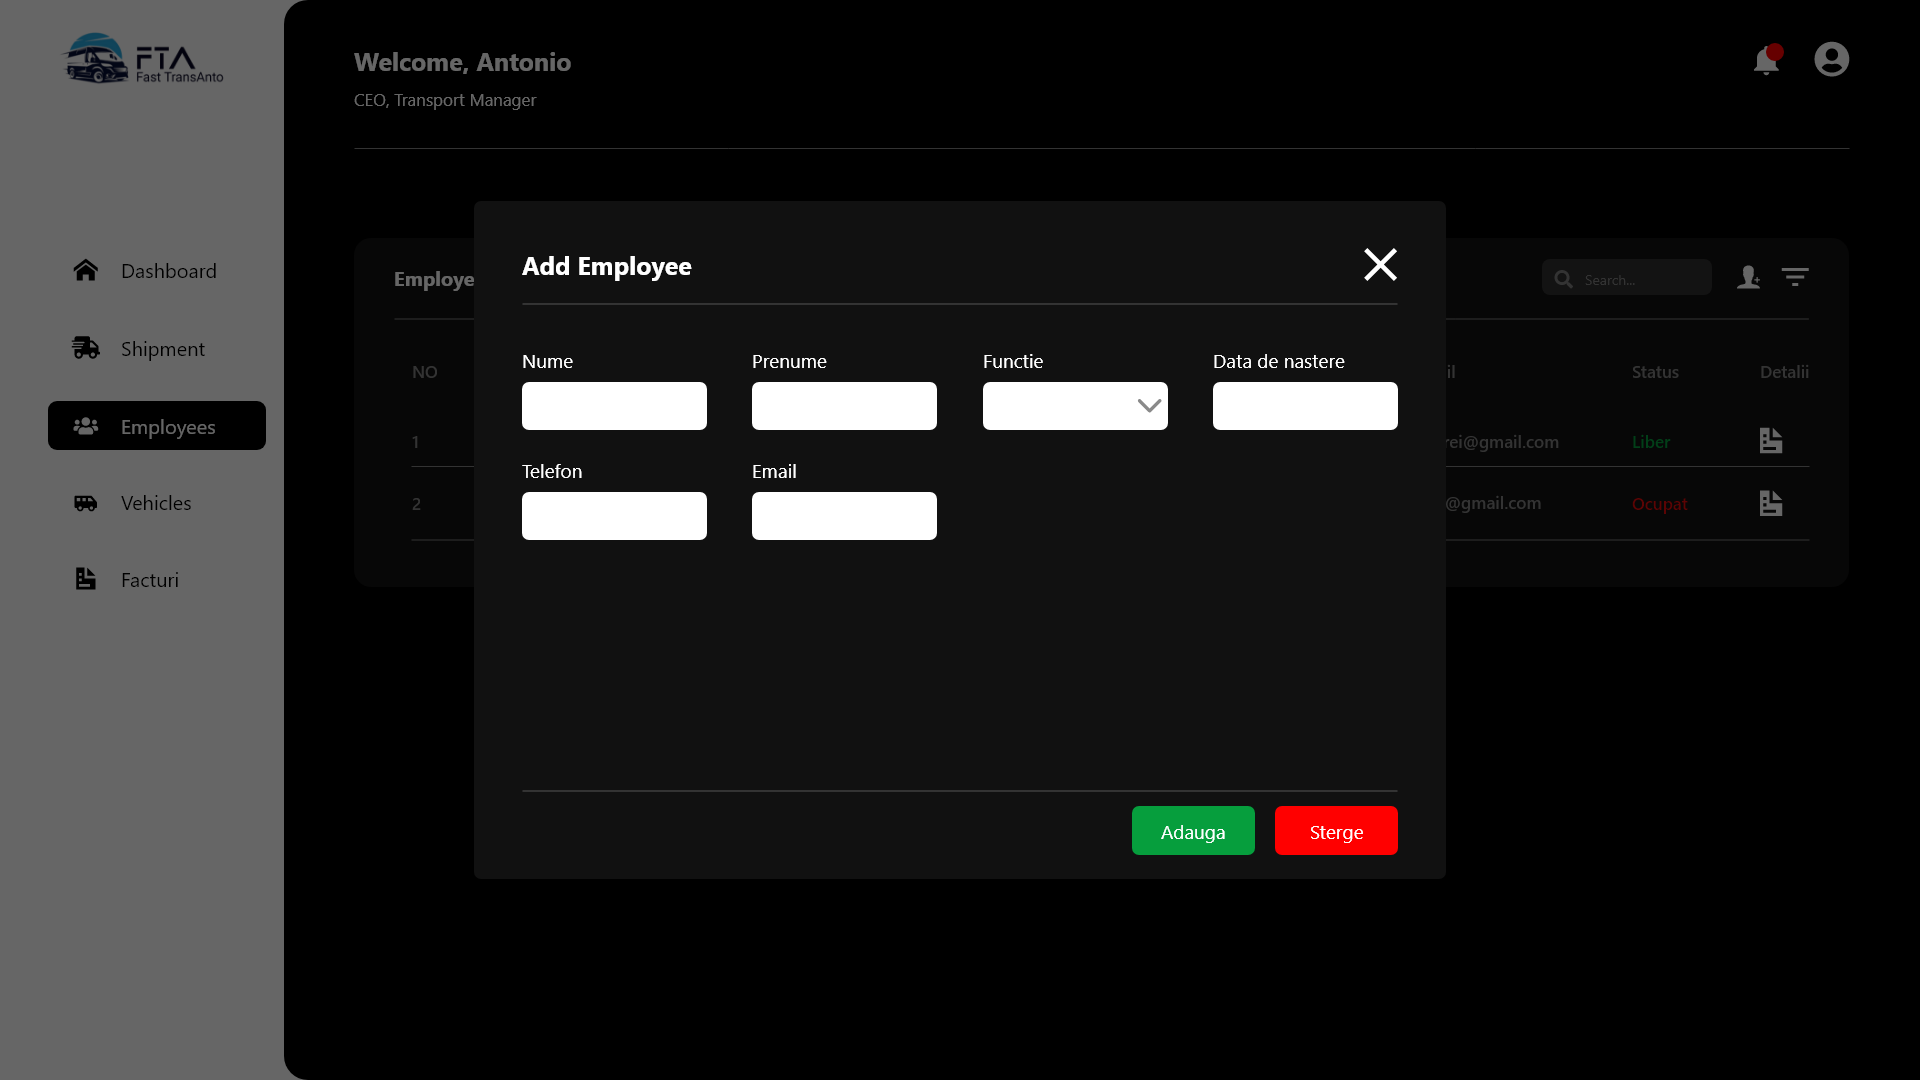 FTA
Fast TransAnto
Welcome, Antonio
CEO, Transport Manager
Dashboard
Shipment
Employees
Vehicles
Facturi
Employe
Search...
NO
il
Status
Detalii
1
rei@gmail.com
Liber
2
@gmail.com
Ocupat
Add Employee
Nume
Prenume
Functie
Data de nastere
Telefon
Email
Adauga
Sterge